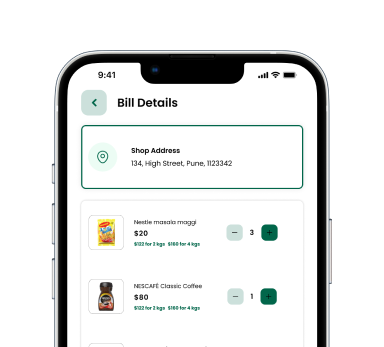 9:41
Bill Details
Shop Address
134, High Street, Pune, 1123342
Nestle masala maggi
$20
$122 for 2 kgs $160 for 4 kgs
3
NESCAFÉ Classic Coffee
$80
$122 for 2 kgs $160 for 4 kgs
1